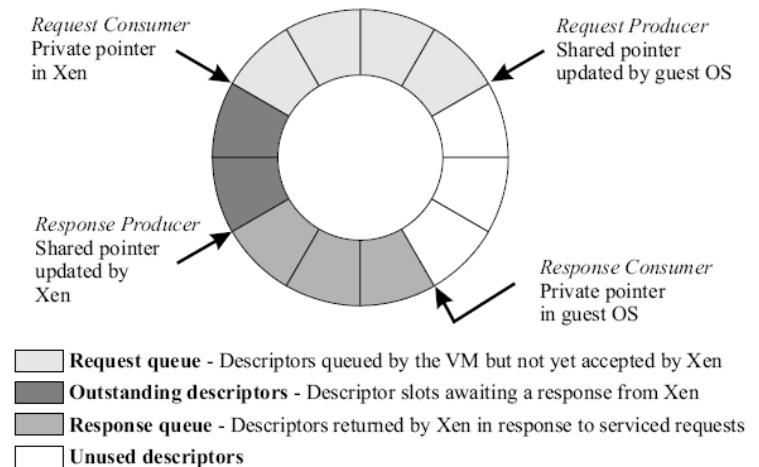 Request Consumer
Private pointer
in Xen
Request Producer
Shared pointer
updated by guest OS
Response Producer
Shared pointer
updated by
Xen
Response Consumer
Private pointer
in guest OS
Request queue - Descriptors queued by the VM but not yet accepted by Xen
Outstanding descriptors - Descriptor slots awaiting a response from Xen
Response queue - Descriptors returned by Xen in response to serviced requests
Unused descriptors